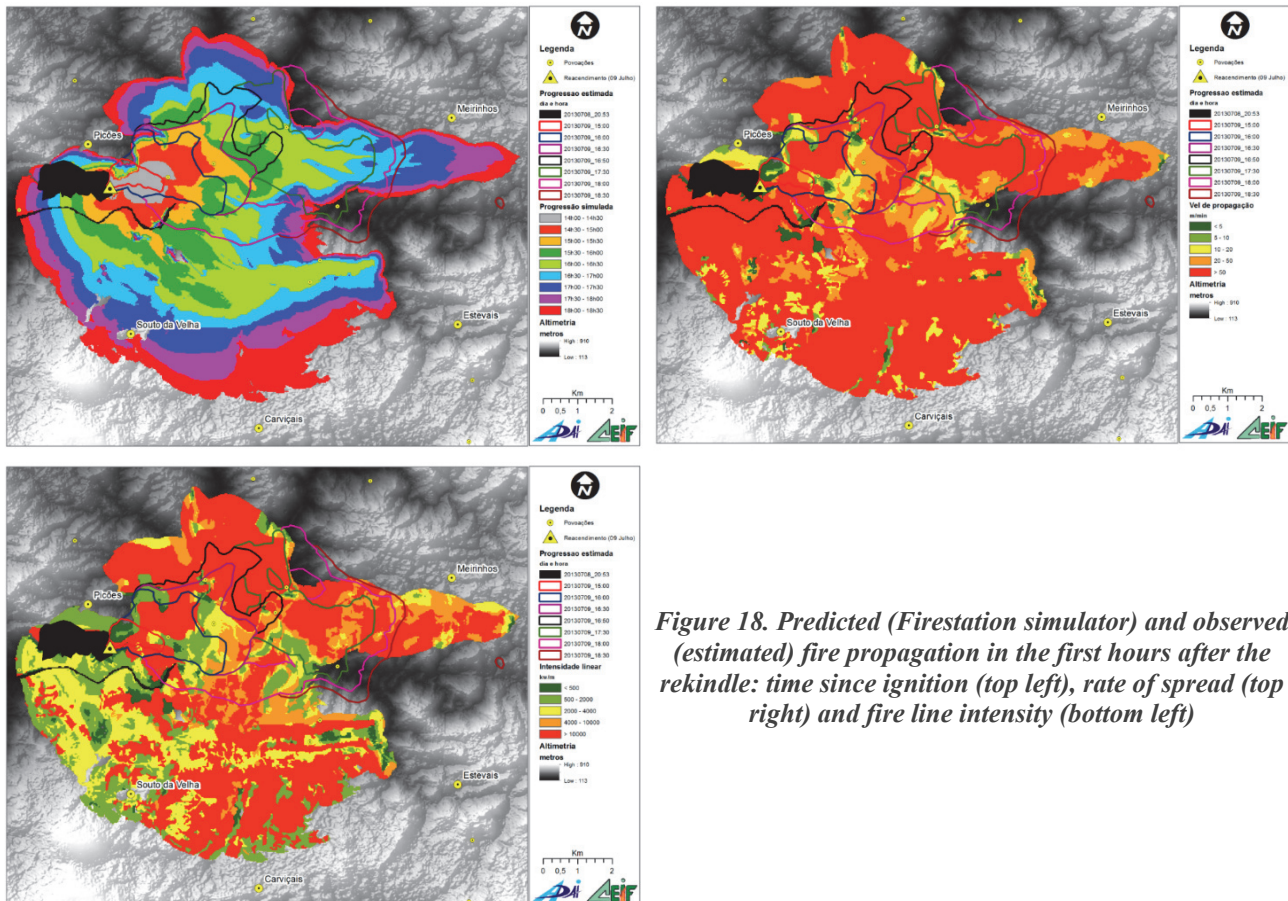 Meirinhos
Picões
Souto da Velha
Estevais
Carviçais
N
Legenda
Povoações
Reacendimento (09 Julho)
Progressao estimada
dia e hora
20130708_20:53
20130709_15:00
20130709_16:00
20130709_16:30
20130709_16:50
20130709_17:30
20130709_18:00
20130709_18:30
Progressão simulada
14h00 - 14h30
14h30 - 15h00
15h00 - 15h30
15h30 - 16h00
16h00 - 16h30
16h30 - 17h00
17h00 - 17h30
17h30 - 18h00
18h00 - 18h30
Altimetria
metros
High : 916
Low : 113
Km
0 0,5 1 2
ADAI CEIF
Meirinhos
Picões
Souto da Velha
Estevais
Carviçais
N
Legenda
Povoações
Reacendimento (09 Julho)
Progressao estimada
dia e hora
20130708_20:53
20130709_15:00
20130709_16:00
20130709_16:30
20130709_16:50
20130709_17:30
20130709_18:00
20130709_18:30
Vel de propagação
m/min
< 5
5 - 10
10 - 20
20 - 50
> 50
Altimetria
metros
High : 916
Low : 113
Km
0 0,5 1 2
ADAI CEIF
Meirinhos
Picões
Souto da Velha
Estevais
Carviçais
N
Legenda
Povoações
Reacendimento (09 Julho)
Progressao estimada
dia e hora
20130708_20:53
20130709_15:00
20130709_16:00
20130709_16:30
20130709_16:50
20130709_17:30
20130709_18:00
20130709_18:30
Intensidade linear
kw/m
< 500
500 - 2000
2000 - 4000
4000 - 10000
> 10000
Altimetria
metros
High : 916
Low : 113
Km
0 0,5 1 2
ADAI CEIF
Figure 18. Predicted (Firestation simulator) and observed
(estimated) fire propagation in the first hours after the
rekindle: time since ignition (top left), rate of spread (top
right) and fire line intensity (bottom left)